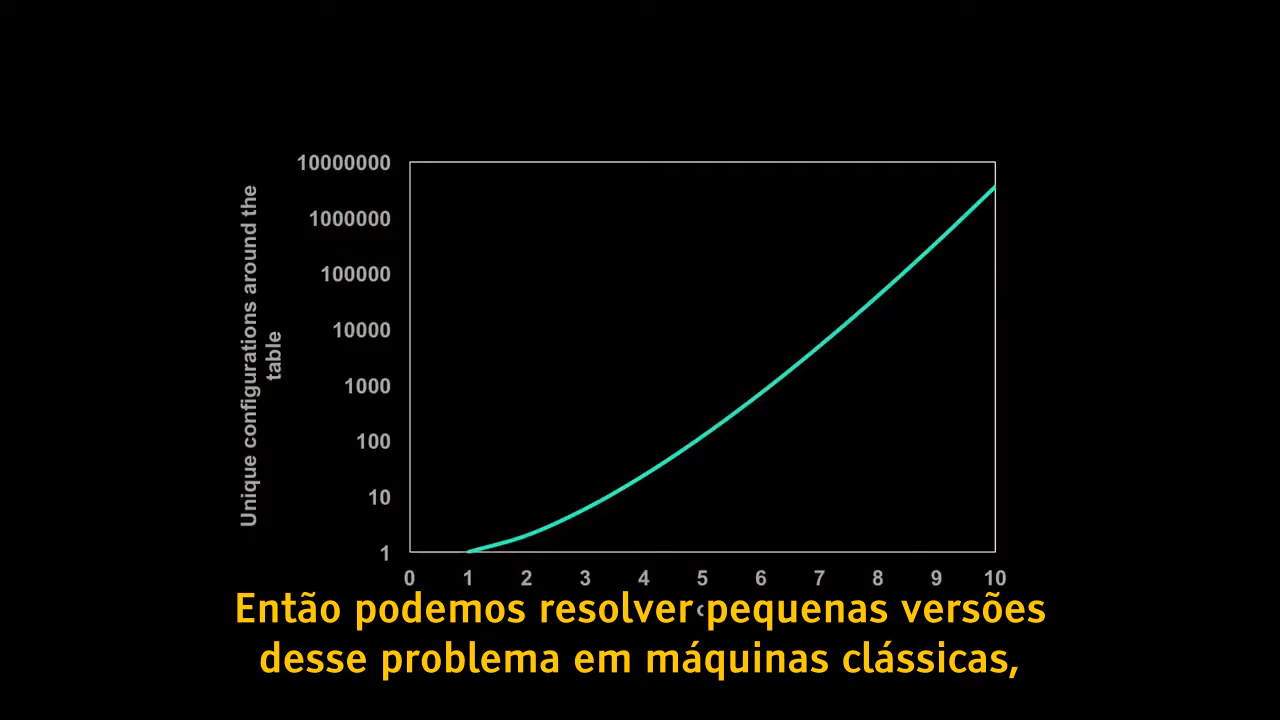 Unique configurations around the
table
10000000
1000000
100000
10000
1000
100
10
1
0 1 2 3 4 5 6 7 8 9 10
Então podemos resolver pequenas versões
desse problema em máquinas clássicas,